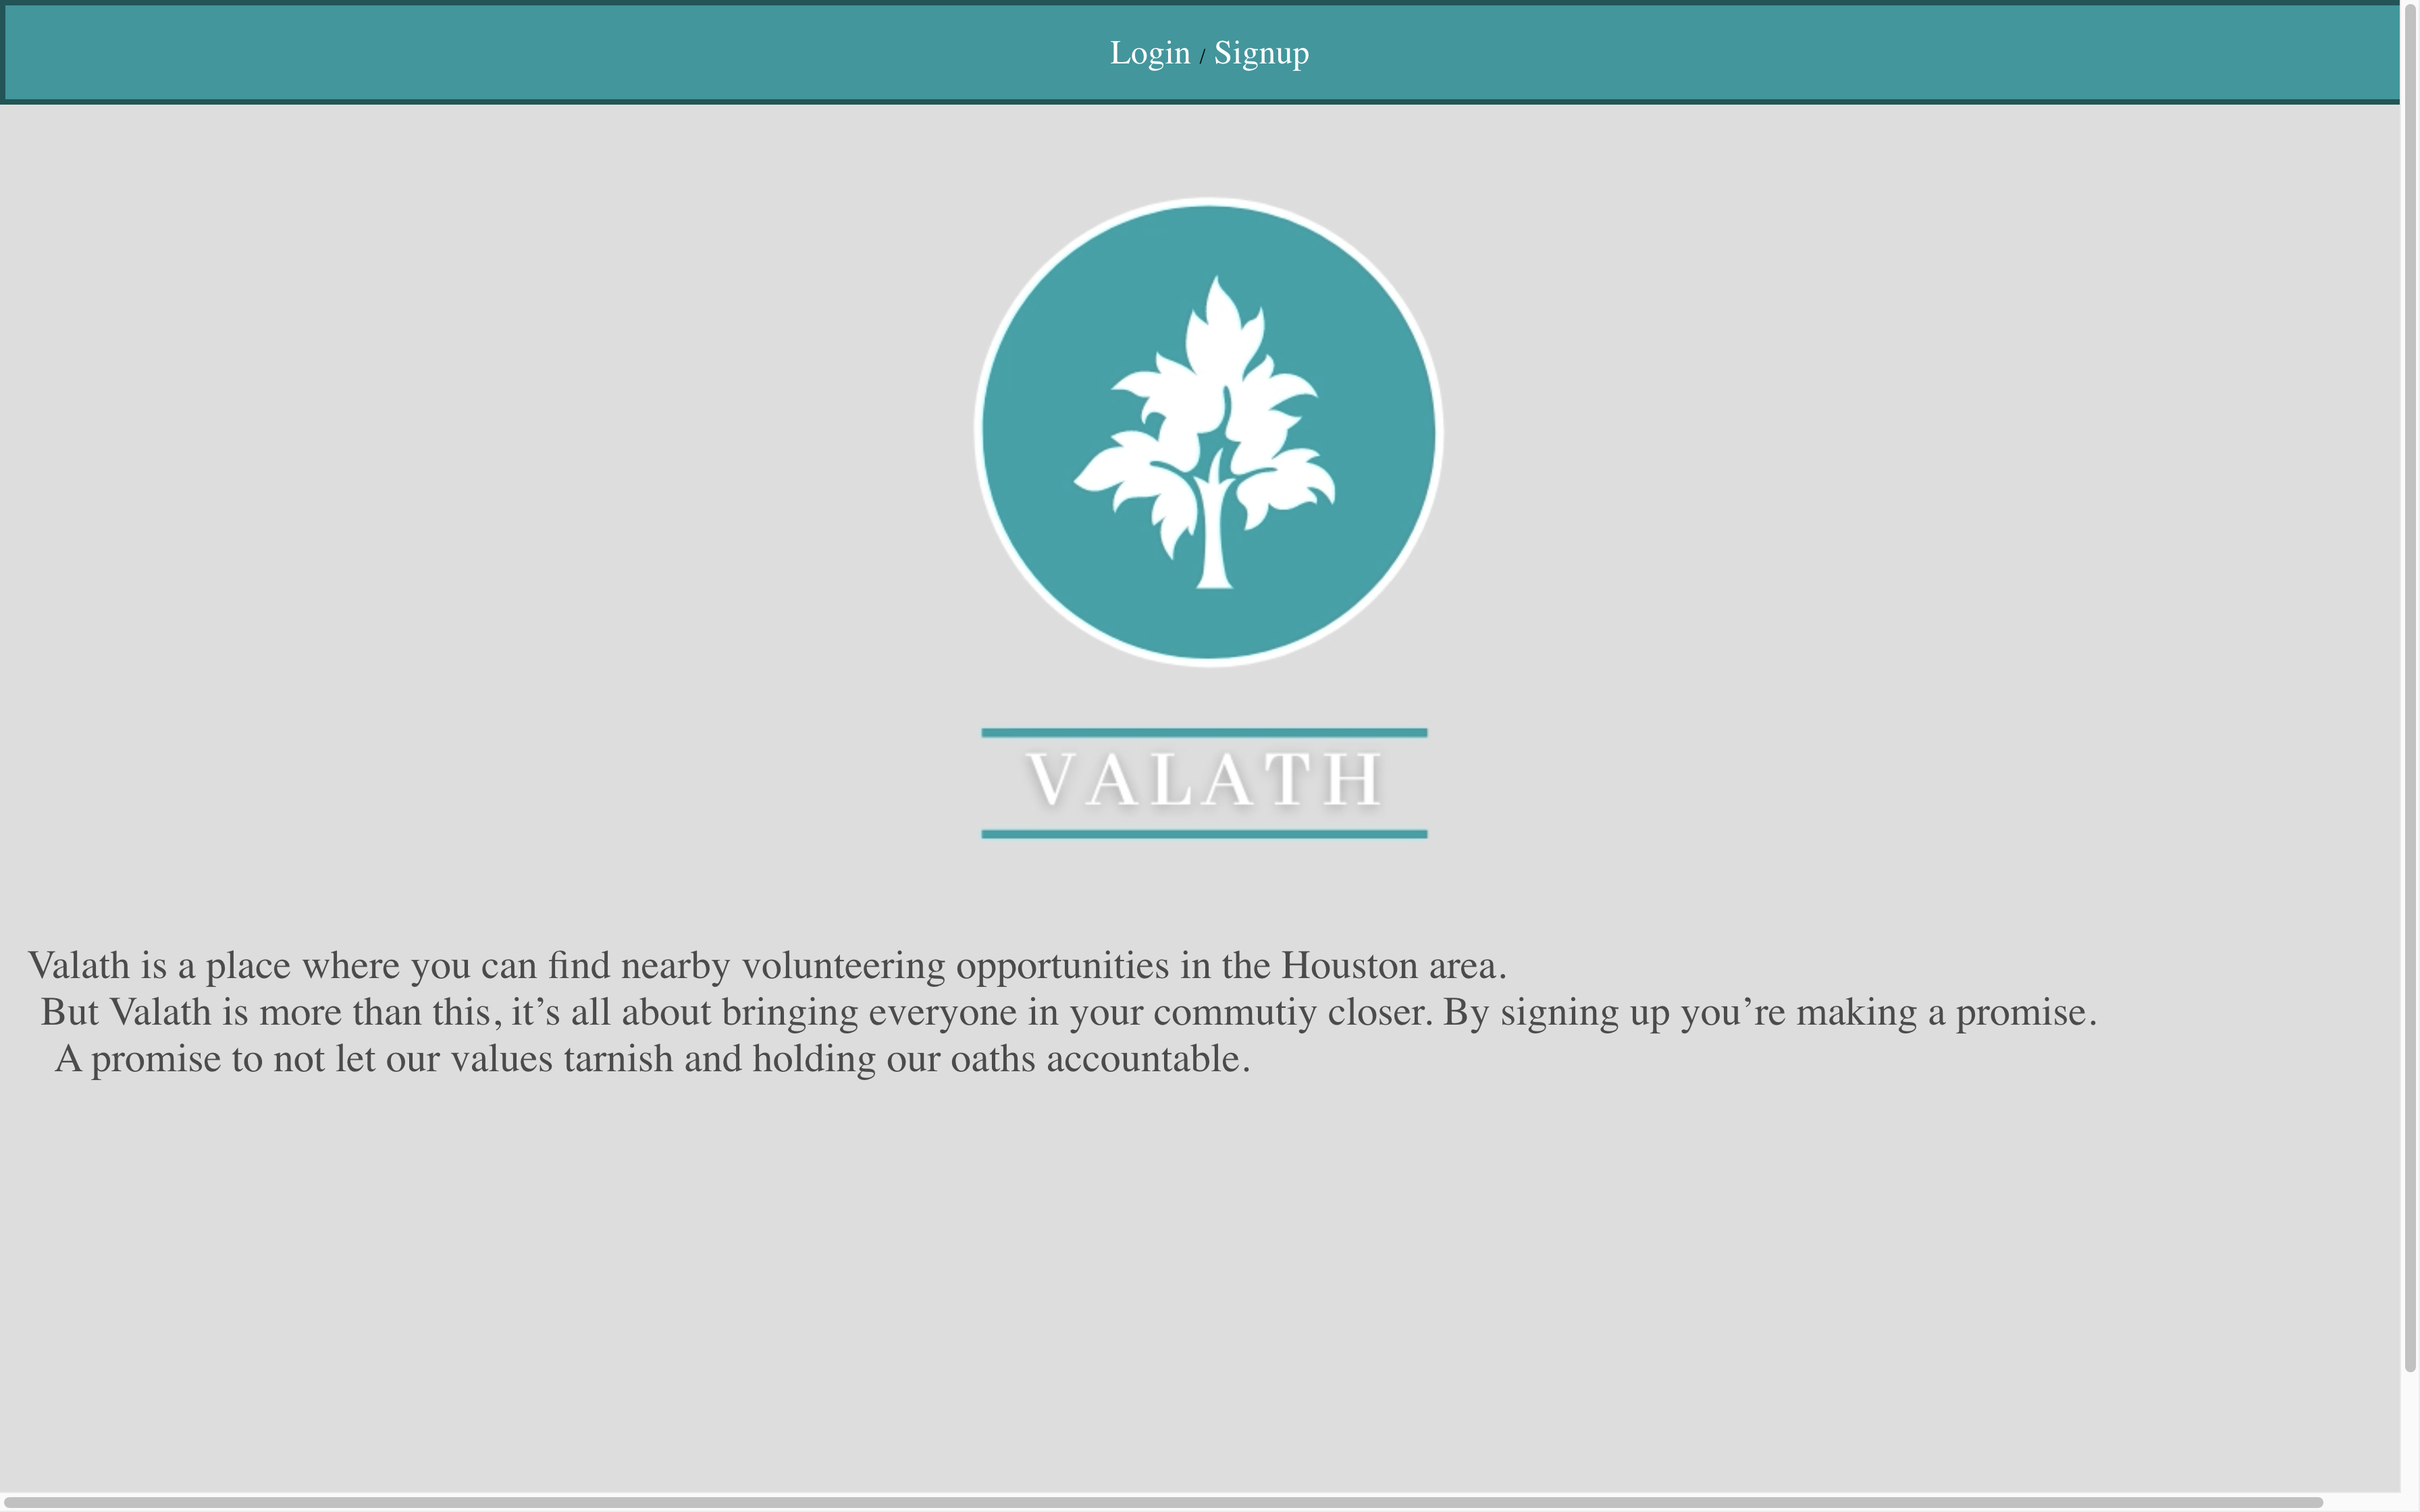 Login / Signup
VALATH
Valath is a place where you can find nearby volunteering opportunities in the Houston area.
But Valath is more than this, it’s all about bringing everyone in your commutiy closer. By signing up you’re making a promise.
A promise to not let our values tarnish and holding our oaths accountable.